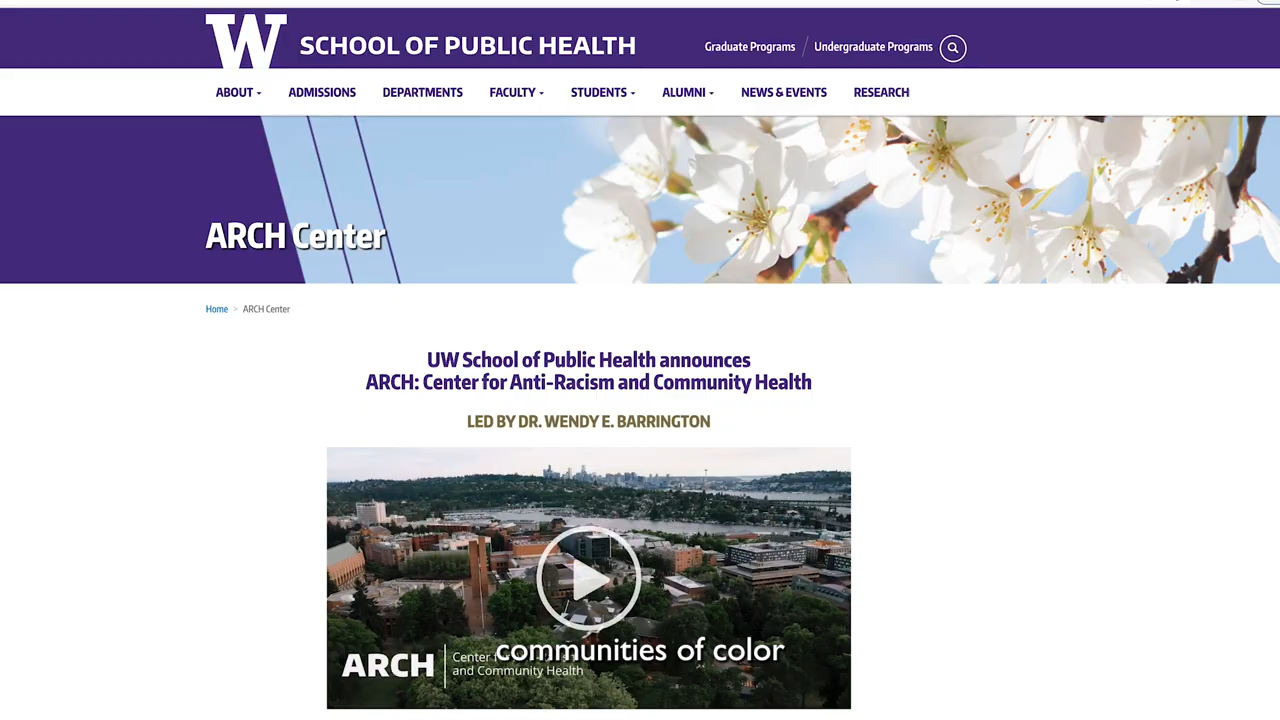 W SCHOOL OF PUBLIC HEALTH
Graduate Programs
Undergraduate Programs
ABOUT ADMISSIONS DEPARTMENTS FACULTY STUDENTS ALUMNI NEWS & EVENTS RESEARCH
ARCH Center
Home > ARCH Center
UW School of Public Health announces
ARCH: Center for Anti-Racism and Community Health
LED BY DR. WENDY E. BARRINGTON
communities of color
ARCH
Center
and Community Health